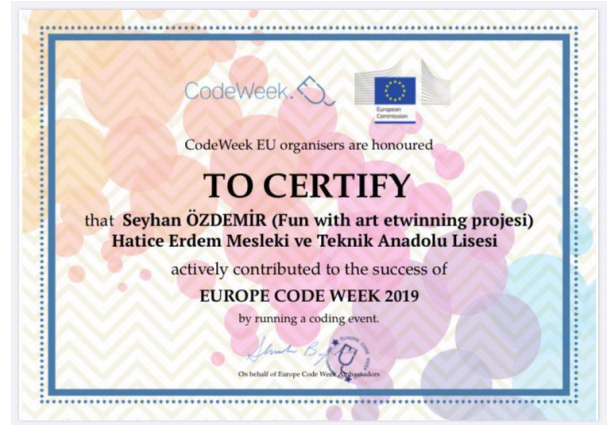 CodeWeek.EU
European
Commission
CodeWeek EU organisers are honoured
TO CERTIFY
that Seyhan ÖZDEMİR (Fun with art etwinning projesi)
Hatice Erdem Mesleki ve Teknik Anadolu Lisesi
actively contributed to the success of
EUROPE CODE WEEK 2019
by running a coding event.
On behalf of Europe Code Week Ambassadors